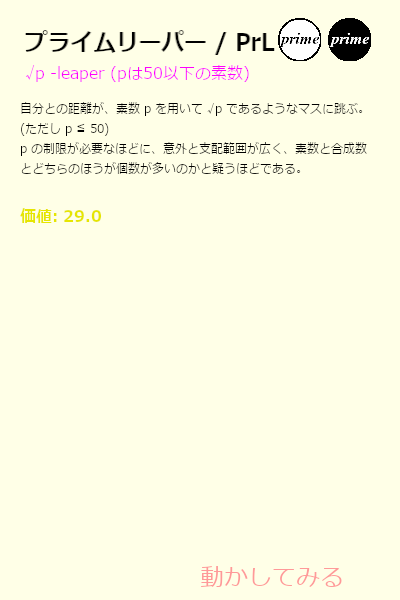 プライムリーパー / PrL prime prime
√p -leaper (pは50以下の素数)
自分との距離が、素数 p を用いて √p であるようなマスに跳ぶ。
(ただし p ≦ 50)
p の制限が必要なほどに、意外と支配範囲が広く、素数と合成数
とどちらのほうが個数が多いのかと疑うほどである。
価値: 29.0
動かしてみる